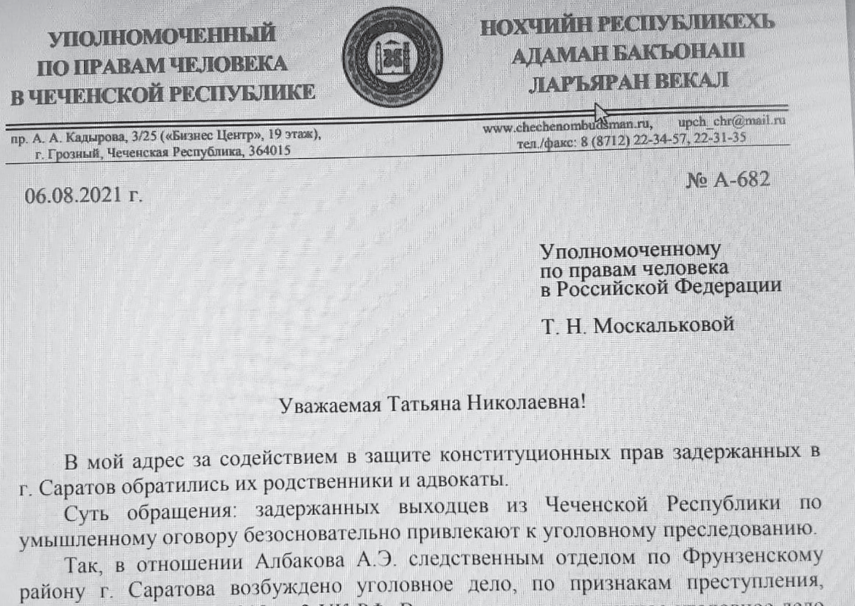 УПОЛНОМОЧЕННЫЙ
ПО ПРАВАМ ЧЕЛОВЕКА
В ЧЕЧЕНСКОЙ РЕСПУБЛИКЕ
НОХЧИЙН РЕСПУБЛИКЕХЬ
АДАМАН БАКЪОНАШ
ЛАРЪЯРАН ВЕКАЛ
пр. А. А. Кадырова, 3/25 («Бизнес Центр», 19 этаж),
г. Грозный, Чеченская Республика, 364015
www.chechenombudsman.ru, upch_chr@mail.ru
тел./факс: 8 (8712) 22-34-57, 22-31-35
06.08.2021 г.
№ А-682
Уполномоченному
по правам человека
в Российской Федерации
Т. Н. Москальковой
Уважаемая Татьяна Николаевна!
В мой адрес за содействием в защите конституционных прав задержанных в
г. Саратов обратились их родственники и адвокаты.
Суть обращения: задержанных выходцев из Чеченской Республики по
умышленному оговору безосновательно привлекают к уголовному преследованию.
Так, в отношении Албакова А.Э. следственным отделом по Фрунзенскому
району г. Саратова возбуждено уголовное дело, по признакам преступления,